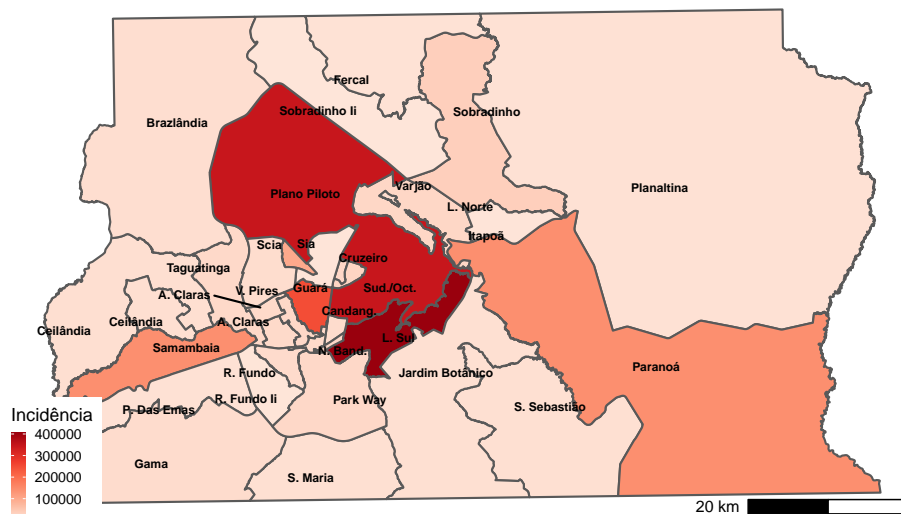 Fercal
Sobradinho Ii
Sobradinho
Brazlândia
Varjão
Planaltina
Plano Piloto
L. Norte
Itapoã
Scia
Sia
Cruzeiro
Taguatinga
V. Pires
Guará
Sud./Oct.
A. Claras
Candang.
Ceilândia
Ceilândia
A. Claras
L. Sul
Samambaia
N. Band.
R. Fundo
Jardim Botânico
Paranoá
R. Fundo Ii
Park Way
S. Sebastião
P. Das Emas
Gama
S. Maria
Incidência
400000
300000
200000
100000
20 km